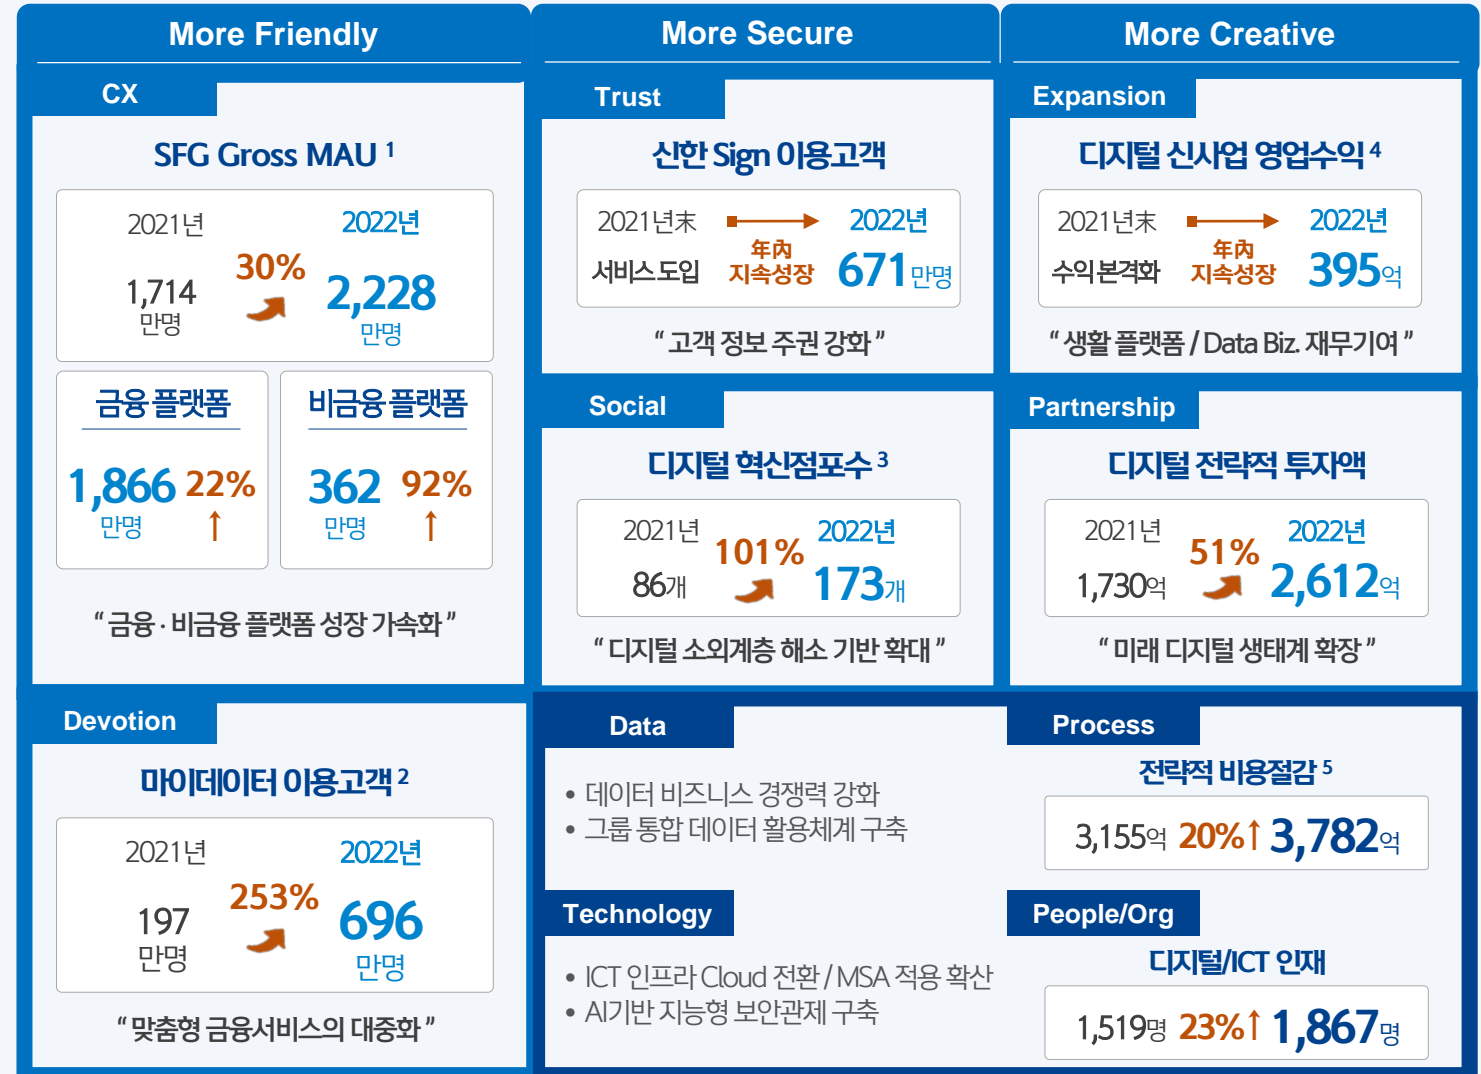 More Friendly
CX
SFG Gross MAU 1
2021년
1,714
만명
30%
2022년
2,228
만명
금융 플랫폼
1,866
만명
22%
↑
비금융 플랫폼
362
만명
92%
↑
“ 금융 · 비금융 플랫폼 성장 가속화 ”
Devotion
마이데이터 이용고객 2
2021년
197
만명
253%
2022년
696
만명
“ 맞춤형 금융서비스의 대중화 ”
More Secure
Trust
신한 Sign 이용고객
2021년末
서비스 도입
年內
지속성장
2022년
671만명
“ 고객 정보 주권 강화 ”
Social
디지털 혁신점포수 3
2021년
86개
101%
2022년
173개
“ 디지털 소외계층 해소 기반 확대 ”
More Creative
Expansion
디지털 신사업 영업수익 4
2021년末
수익 본격화
年內
지속성장
2022년
395억
“ 생활 플랫폼 / Data Biz. 재무기여 ”
Partnership
디지털 전략적 투자액
2021년
1,730억
51%
2022년
2,612억
“ 미래 디지털 생태계 확장 ”
Data
• 데이터 비즈니스 경쟁력 강화
• 그룹 통합 데이터 활용체계 구축
Technology
• ICT 인프라 Cloud 전환 / MSA 적용 확산
• AI기반 지능형 보안관제 구축
Process
전략적 비용절감 5
3,155억 20%↑ 3,782억
People/Org
디지털/ICT 인재
1,519명 23%↑ 1,867명